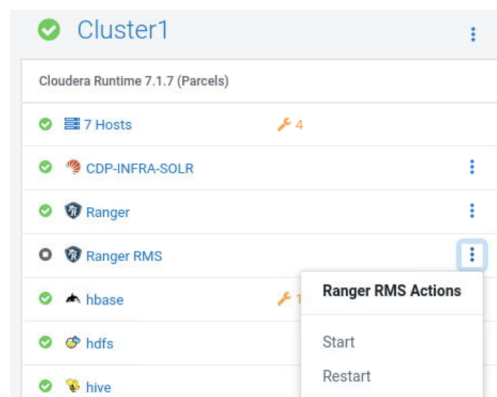 Cluster1
Cloudera Runtime 7.1.7 (Parcels)
7 Hosts 4
CDP-INFRA-SOLR
Ranger
Ranger RMS
hbase 1
Ranger RMS Actions
hdfs
Start
Restart
hive